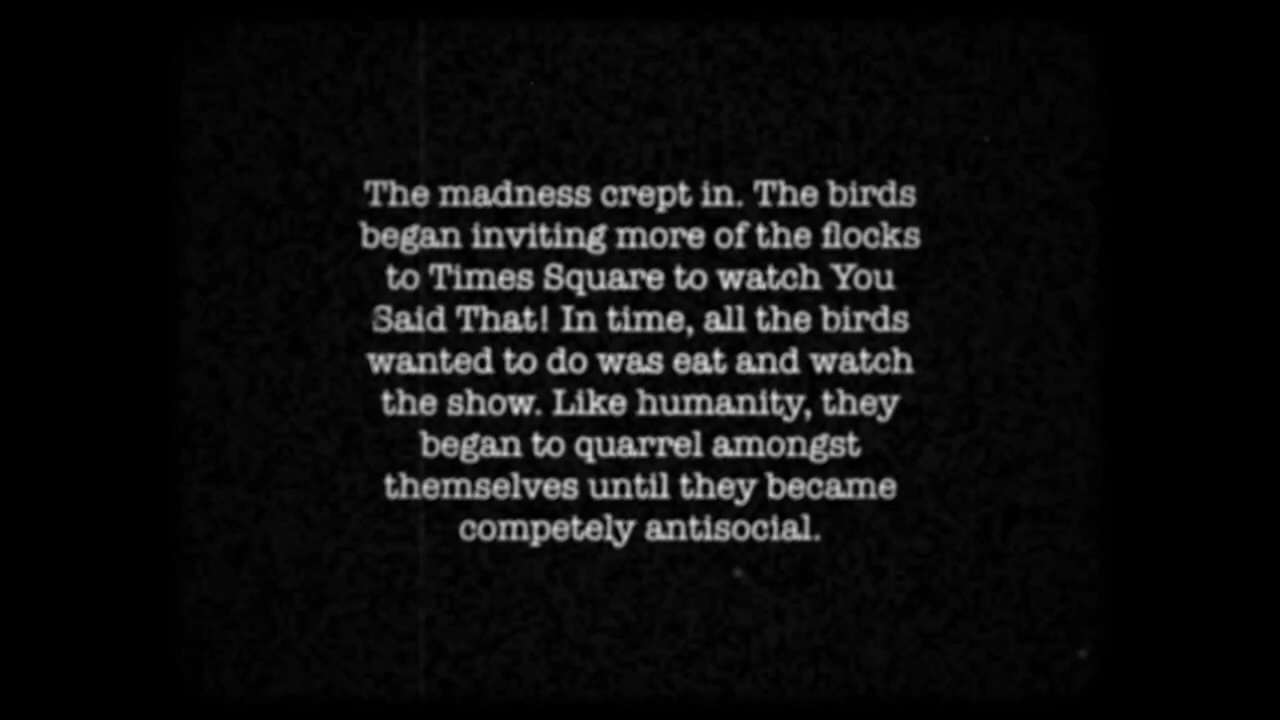 The madness crept in. The birds
began inviting more of the flocks
to Times Square to watch You
Said That! In time, all the birds
wanted to do was eat and watch
the show. Like humanity, they
began to quarrel amongst
themselves until they became
competely antisocial.